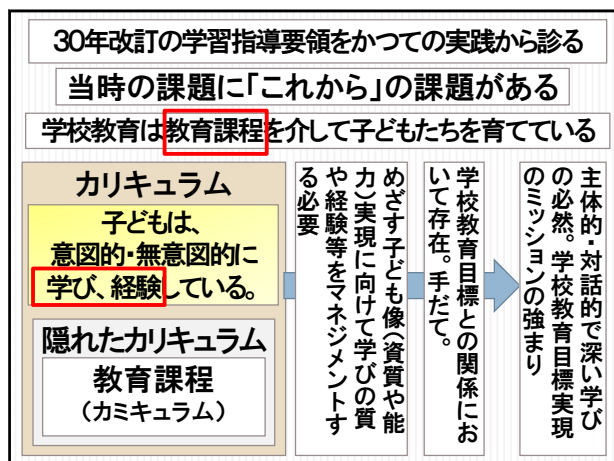 30年改訂の学習指導要領をかつての実践から診る
当時の課題に「これから」の課題がある
学校教育は教育課程を介して子どもたちを育てている
カリキュラム
子どもは、
意図的・無意図的に
学び、経験している。
隠れたカリキュラム
教育課程
（カミキュラム）
めざす子ども像（資質や能
力）実現に向けて学びの質
や経験等をマネジメントす
る必要
学校教育目標との関係にお
いて存在。手だて。
主体的・対話的で深い学び
の必然。学校教育目標実現
のミッションの強まり